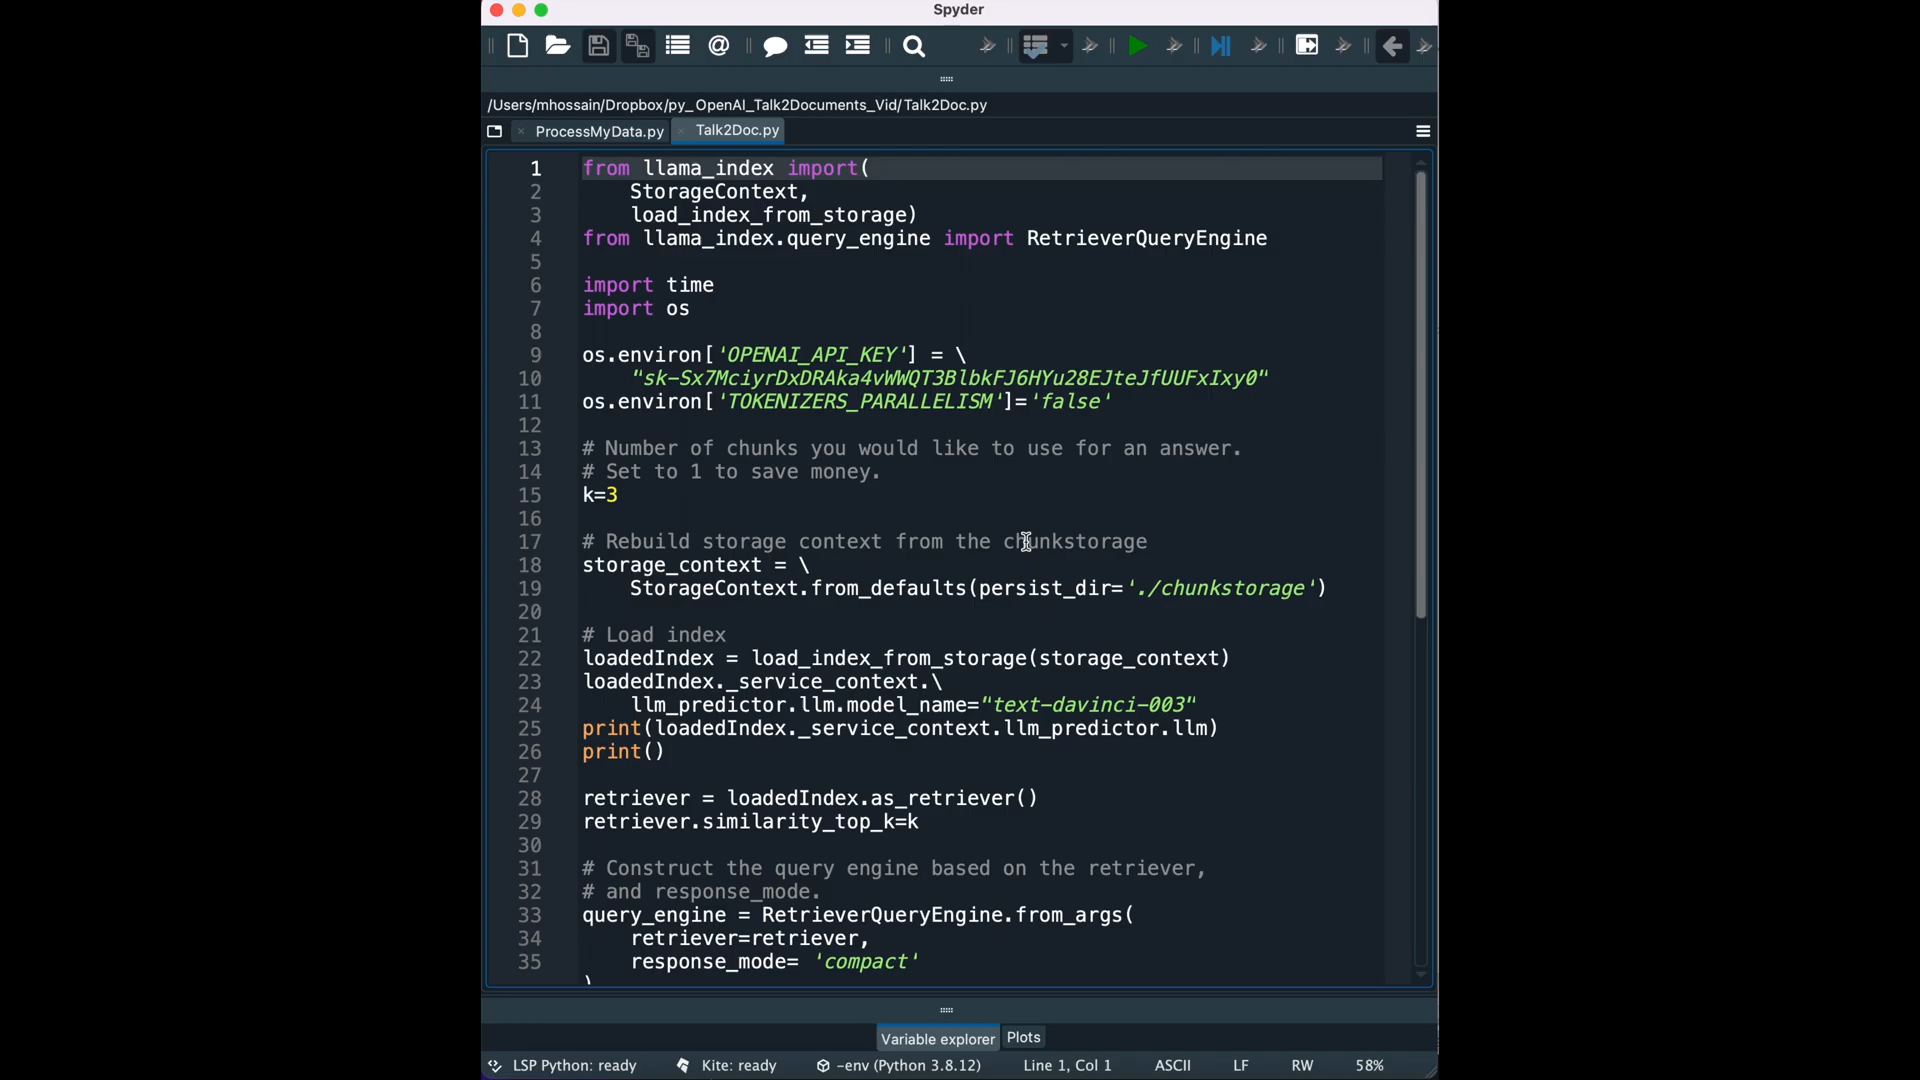 Spyder
/Users/mhossain/Dropbox/py_OpenAI_Talk2Documents_Vid/Talk2Doc.py
ProcessMyData.py Talk2Doc.py
1 from llama_index import(
2 StorageContext,
3 load_index_from_storage)
4 from llama_index.query_engine import RetrieverQueryEngine
5
6 import time
7 import os
8
9 os.environ['OPENAI_API_KEY'] = \
10 "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"
11 os.environ['TOKENIZERS_PARALLELISM']='false'
12
13 # Number of chunks you would like to use for an answer.
14 # Set to 1 to save money.
15 k=3
16
17 # Rebuild storage context from the chunkstorage
18 storage_context = \
19 StorageContext.from_defaults(persist_dir='./chunkstorage')
20
21 # Load index
22 loadedIndex = load_index_from_storage(storage_context)
23 loadedIndex._service_context.\
24 llm_predictor.llm.model_name="text-davinci-003"
25 print(loadedIndex._service_context.llm_predictor.llm)
26 print()
27
28 retriever = loadedIndex.as_retriever()
29 retriever.similarity_top_k=k
30
31 # Construct the query engine based on the retriever,
32 # and response_mode.
33 query_engine = RetrieverQueryEngine.from_args(
34 retriever=retriever,
35 response_mode= 'compact'
)
Variable explorer Plots
LSP Python: ready Kite: ready -env (Python 3.8.12) Line 1, Col 1 ASCII LF RW 58%